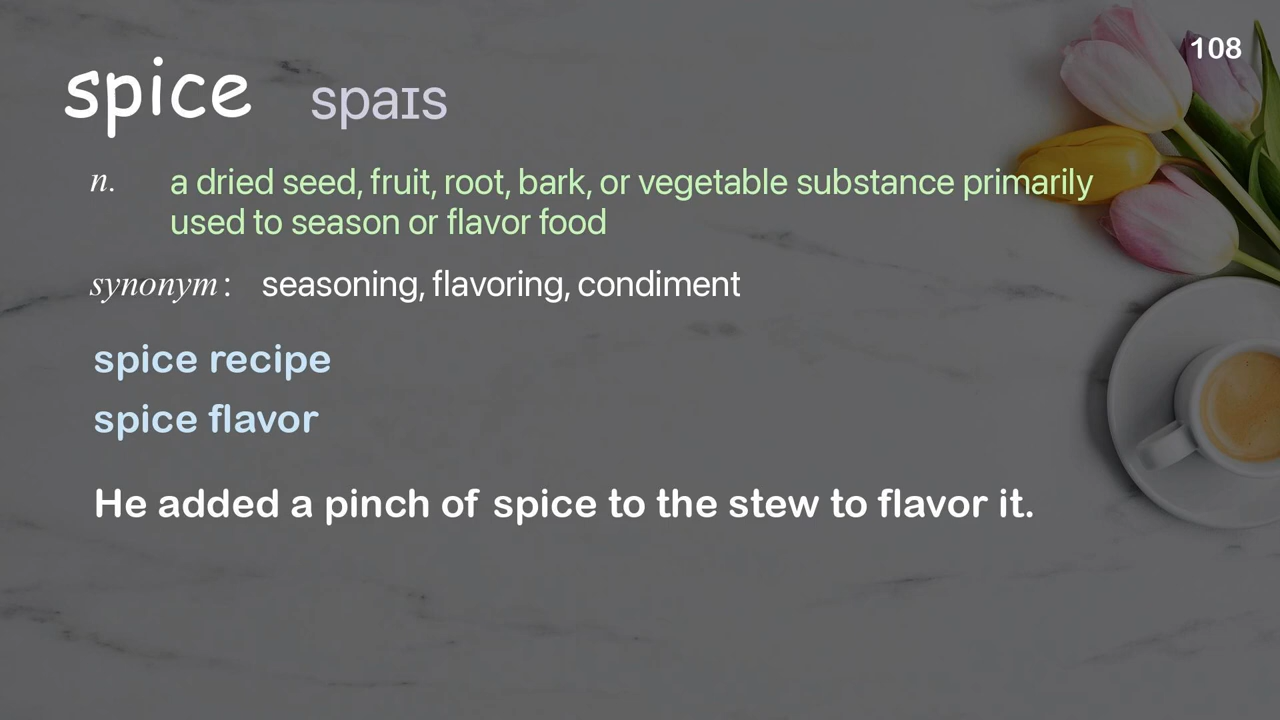 108
spice spaɪs
n. a dried seed, fruit, root, bark, or vegetable substance primarily
used to season or flavor food
synonym: seasoning, flavoring, condiment
spice recipe
spice flavor
He added a pinch of spice to the stew to flavor it.